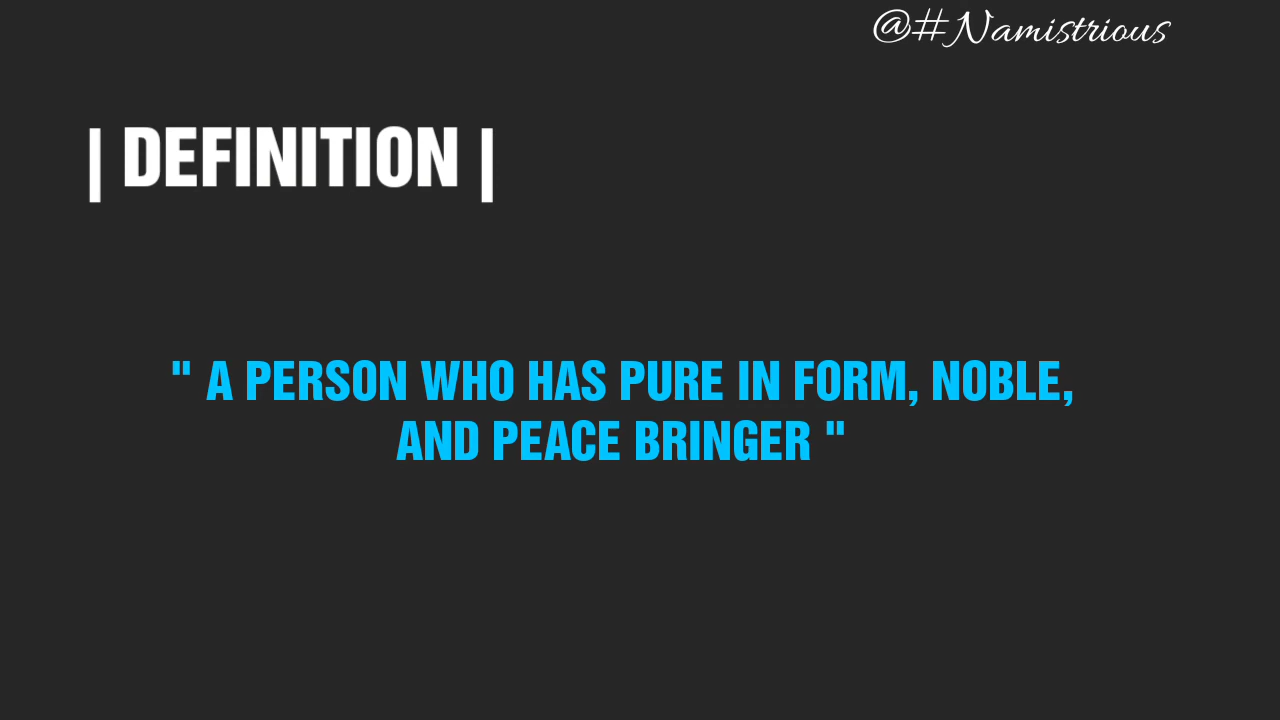 @#Namistrious
| DEFINITION |
" A PERSON WHO HAS PURE IN FORM, NOBLE,
AND PEACE BRINGER "